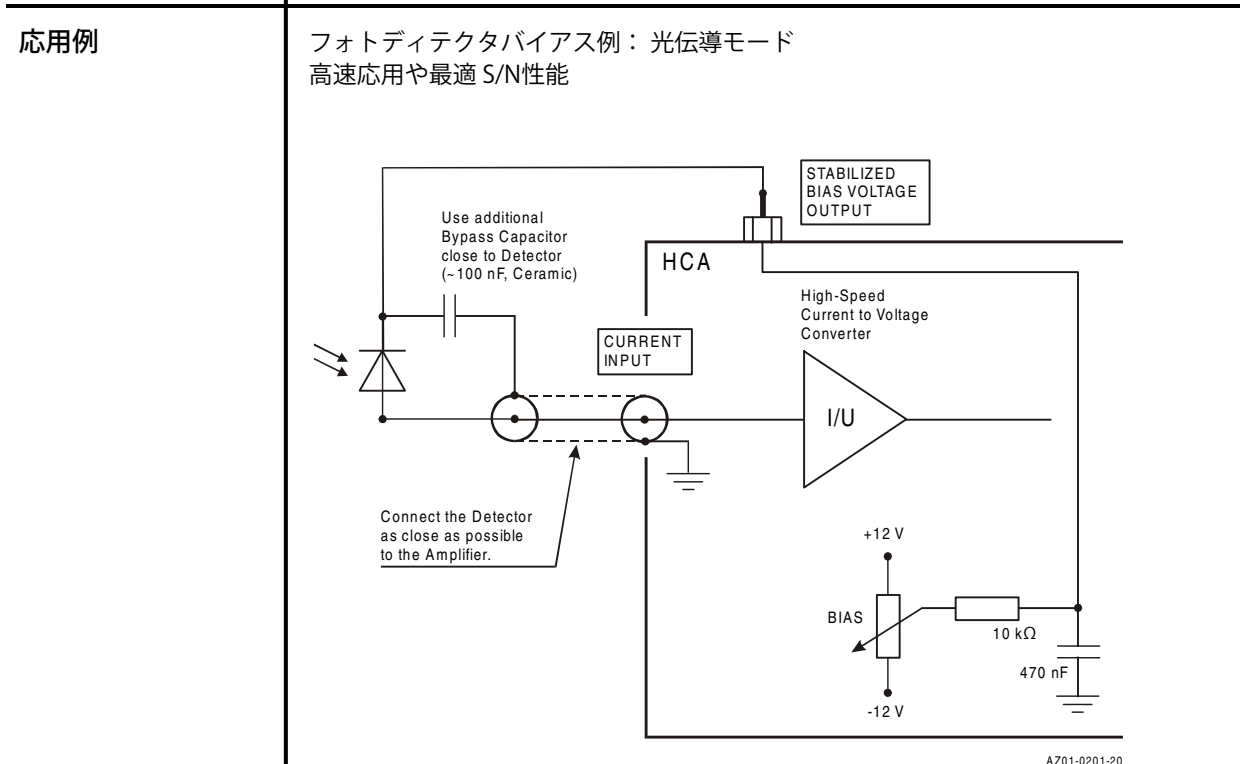 応用例
フォトディテクタバイアス例： 光伝導モード
高速応用や最適 S/N性能
STABILIZED
BIAS VOLTAGE
OUTPUT
Use additional
Bypass Capacitor
close to Detector
(~100 nF, Ceramic)
HCA
High-Speed
Current to Voltage
Converter
CURRENT
INPUT
I/U
Connect the Detector
as close as possible
to the Amplifier.
+12 V
BIAS
10 kΩ
470 nF
-12 V
AZ01-0201-20